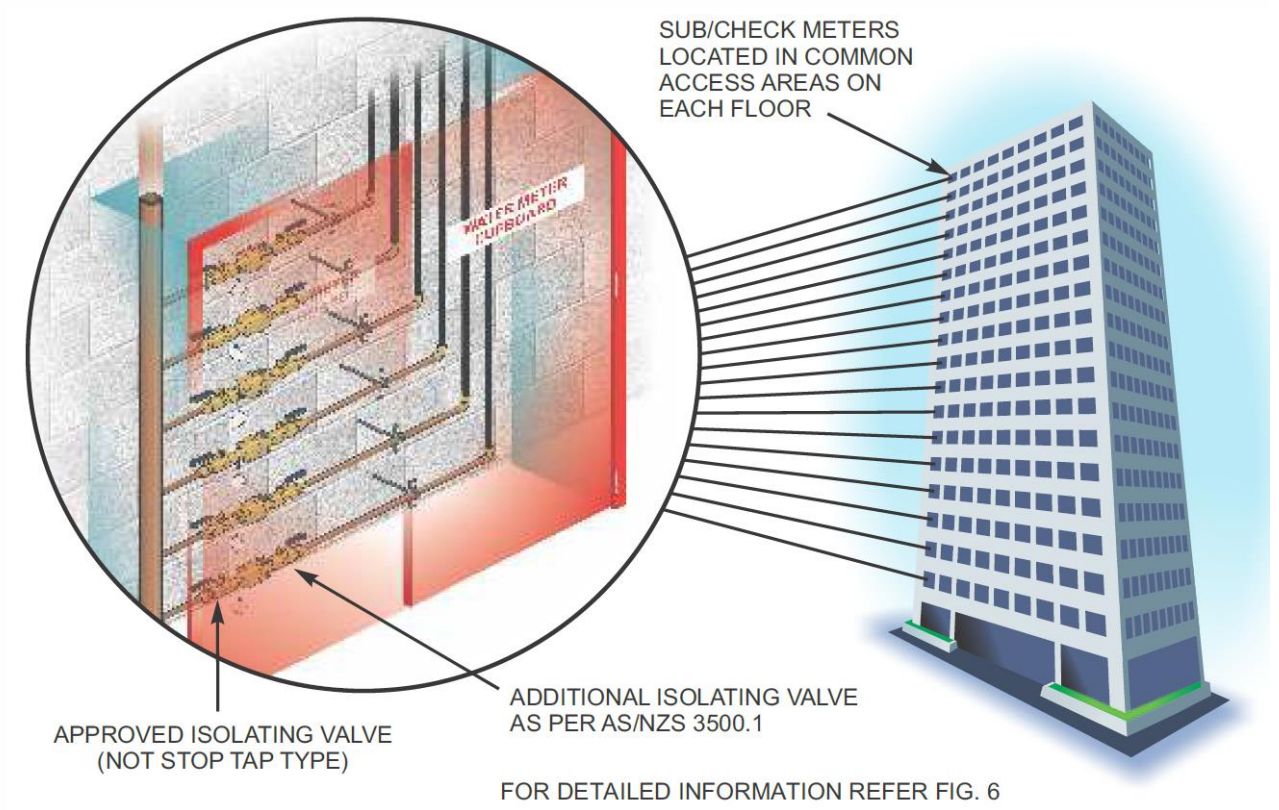 SUB/CHECK METERS
LOCATED IN COMMON
ACCESS AREAS ON
EACH FLOOR
WATER METER
CUPBOARD
ADDITIONAL ISOLATING VALVE
AS PER AS/NZS 3500.1
APPROVED ISOLATING VALVE
(NOT STOP TAP TYPE)
FOR DETAILED INFORMATION REFER FIG. 6